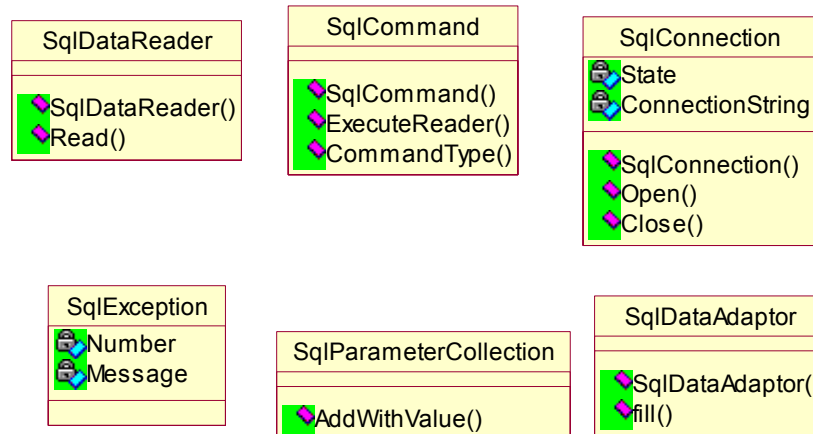 SqlDataReader
SqlDataReader()
Read()
SqlCommand
SqlCommand()
ExecuteReader()
CommandType()
SqlConnection
State
ConnectionString
SqlConnection()
Open()
Close()
SqlException
Number
Message
SqlParameterCollection
AddWithValue()
SqlDataAdaptor
SqlDataAdaptor(
fill()